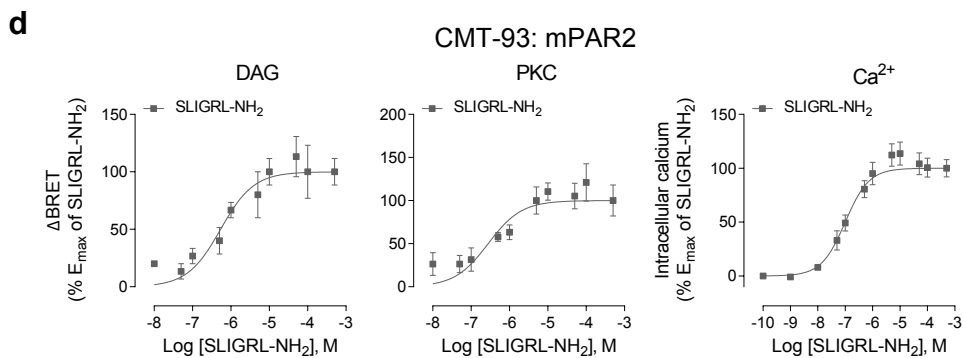 d
CMT-93: mPAR2
DAG
PKC
Ca2+
ΔBRET
(% Emax of SLIGRL-NH2)
150
100
50
0
SLIGRL-NH2
-8 -7 -6 -5 -4 -3
Log [SLIGRL-NH2], M
200
150
100
50
0
SLIGRL-NH2
-8 -7 -6 -5 -4 -3
Log [SLIGRL-NH2], M
Intracellular calcium
(% Emax of SLIGRL-NH2)
150
100
50
0
SLIGRL-NH2
-10 -9 -8 -7 -6 -5 -4 -3
Log [SLIGRL-NH2], M